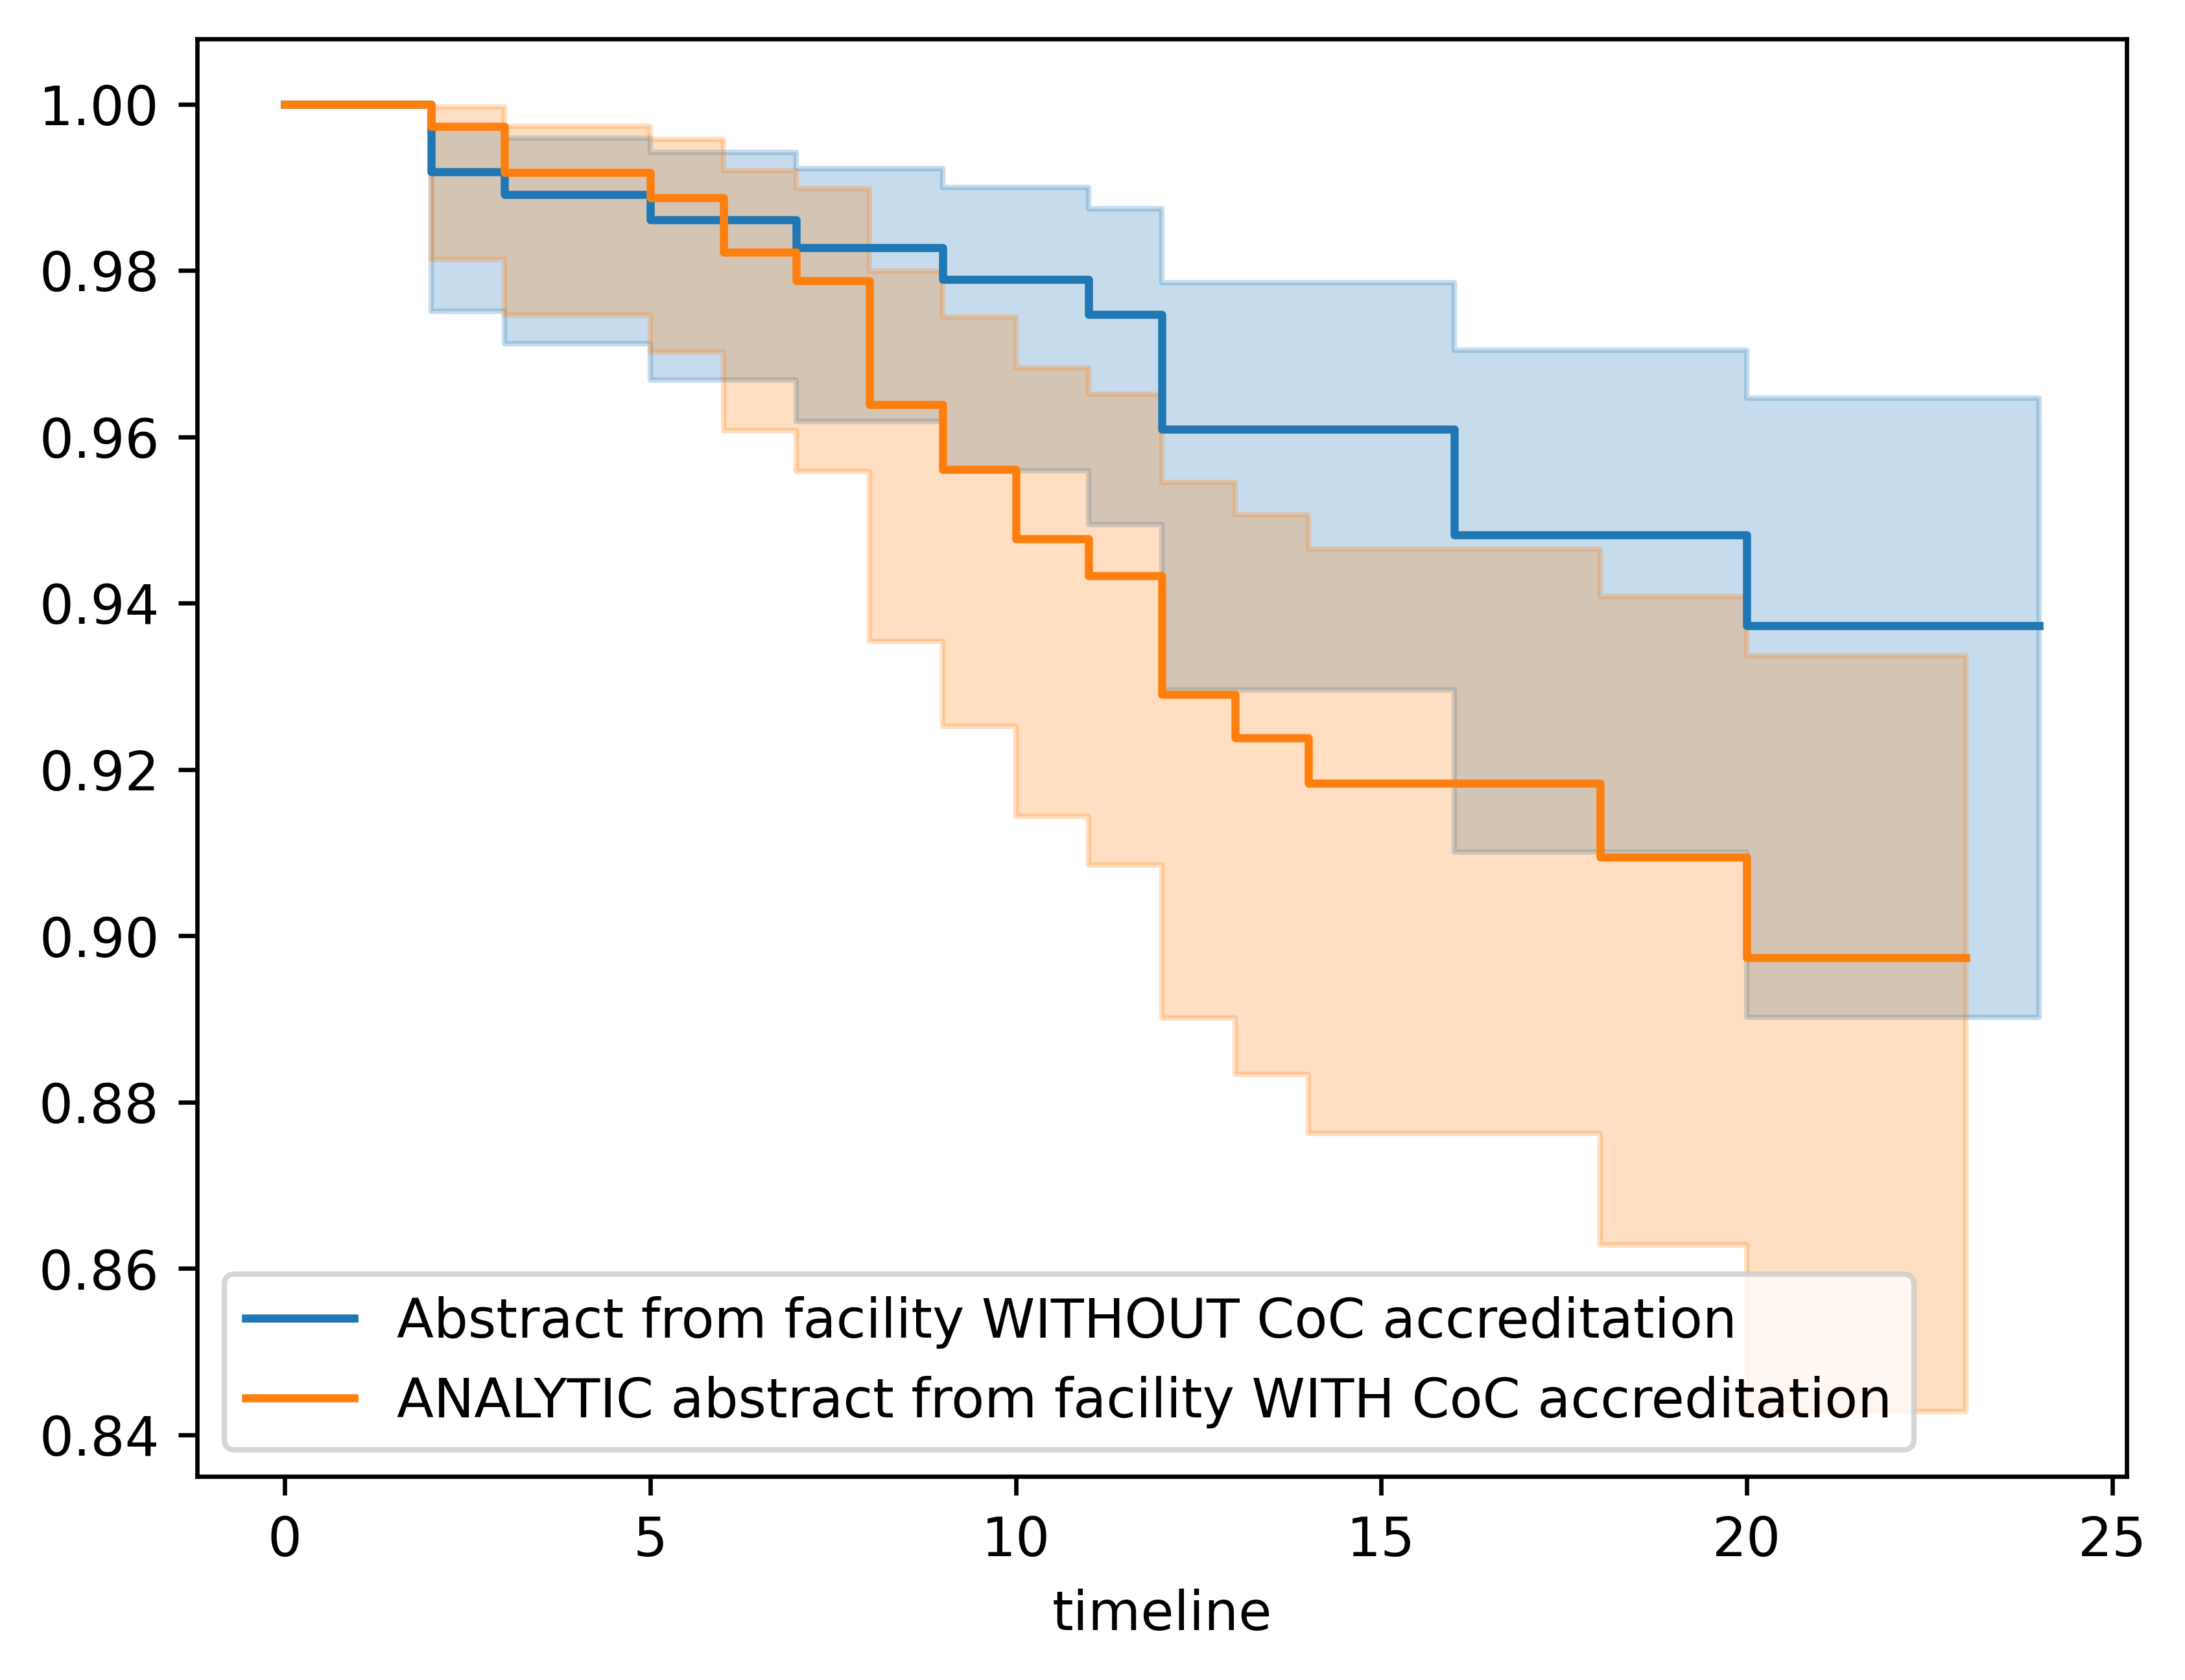 1.00
0.98
0.96
0.94
0.92
0.90
0.88
0.86
0.84
Abstract from facility WITHOUT CoC accreditation
ANALYTIC abstract from facility WITH CoC accreditation
0 5 10 15 20 25
timeline